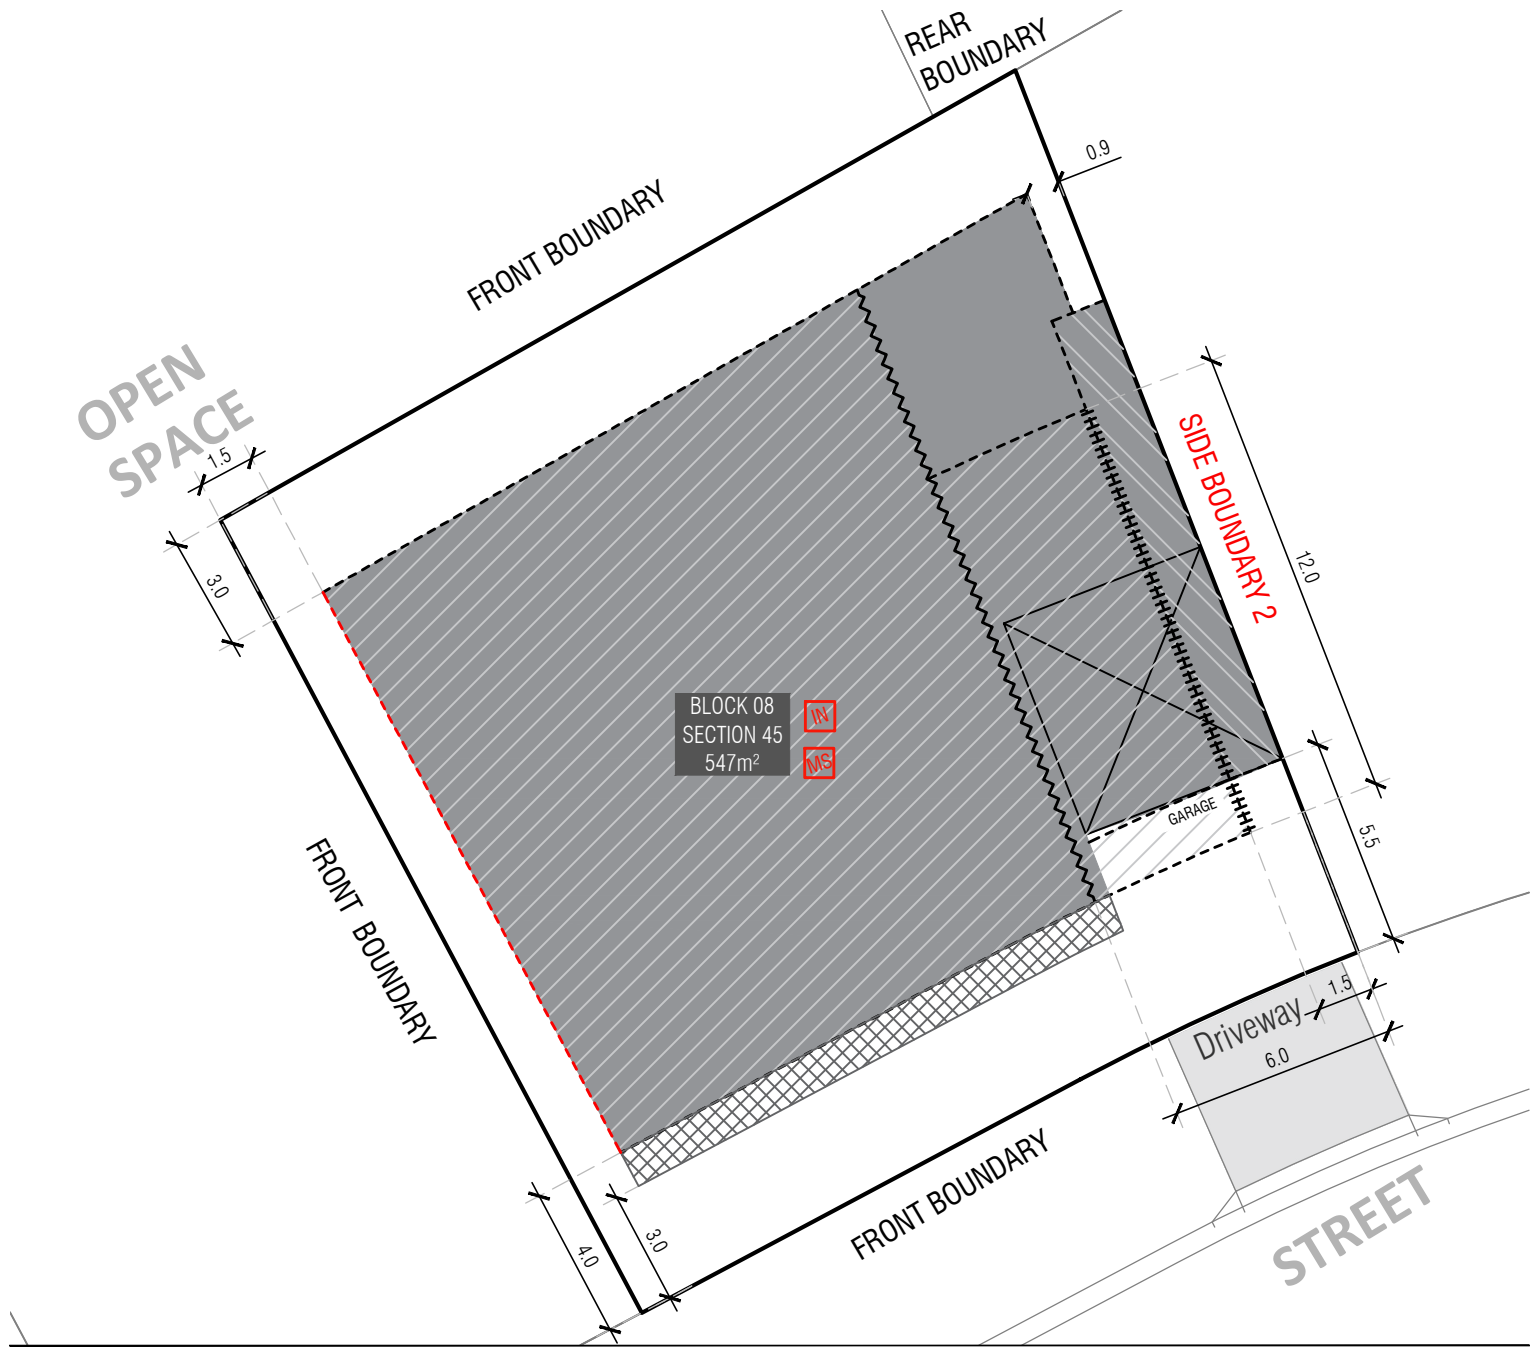 REAR
BOUNDARY
0.9
FRONT BOUNDARY
OPEN
SPACE
1.5
3.0
SIDE BOUNDARY 2
12.0
BLOCK 08
SECTION 45
547m²
IN
MS
GARAGE
5.5
FRONT BOUNDARY
1.5
Driveway
6.0
FRONT BOUNDARY
STREET
3.0
4.0